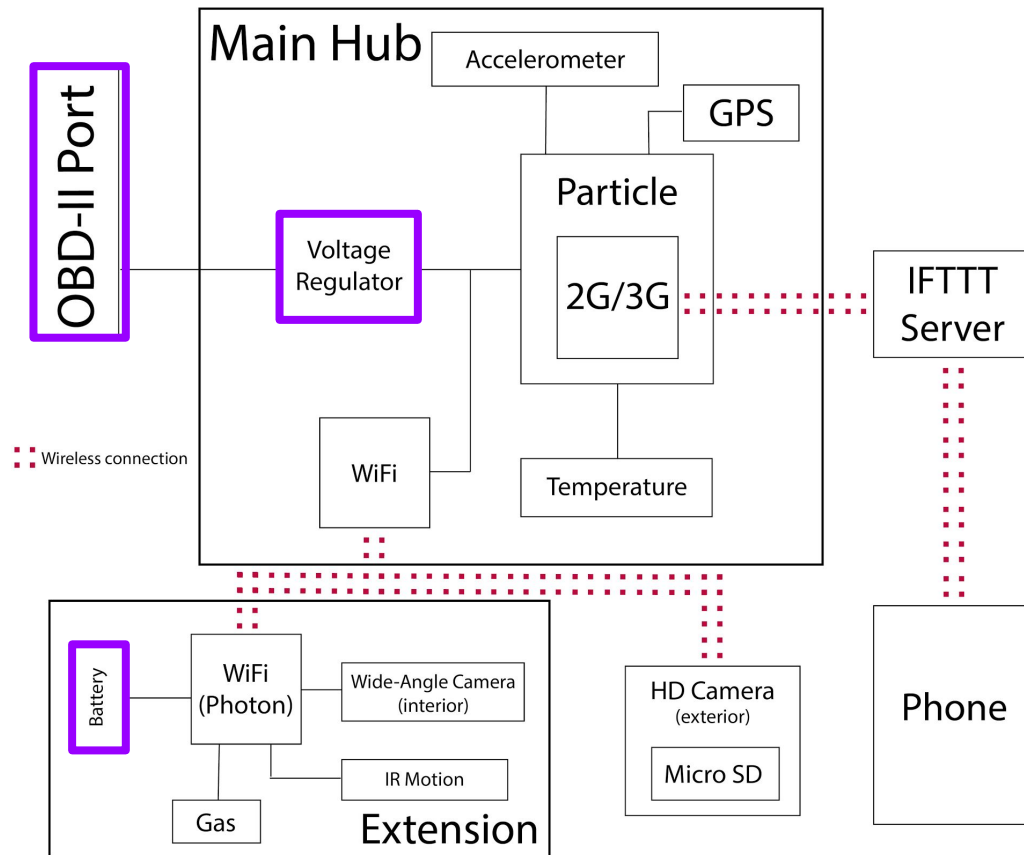 Main Hub
Accelerometer
GPS
OBD-II Port
Particle
Voltage
Regulator
2G/3G
IFTTT
Server
Wireless connection
WiFi
Temperature
Battery
WiFi
(Photon)
Wide-Angle Camera
(interior)
IR Motion
Gas
Extension
HD Camera
(exterior)
Micro SD
Phone